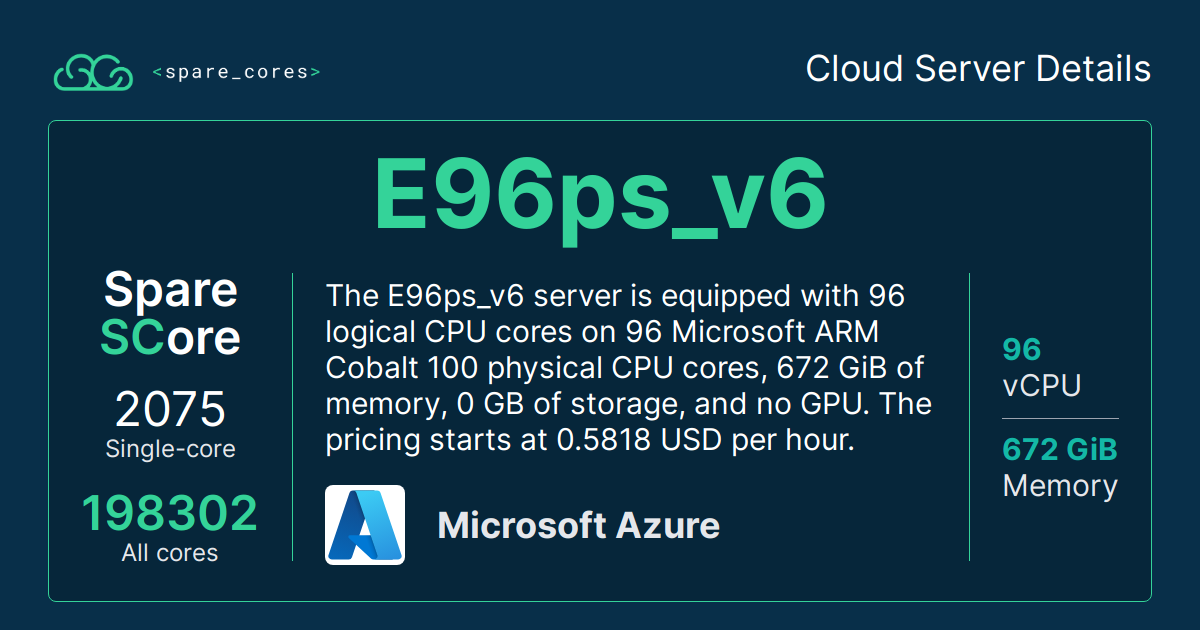 <spare_cores>
Cloud Server Details
E96ps_v6
Spare
SCore
2075
Single-core
198302
All cores
The E96ps_v6 server is equipped with 96
logical CPU cores on 96 Microsoft ARM
Cobalt 100 physical CPU cores, 672 GiB of
memory, 0 GB of storage, and no GPU. The
pricing starts at 0.5818 USD per hour.
Microsoft Azure
96
vCPU
672 GiB
Memory